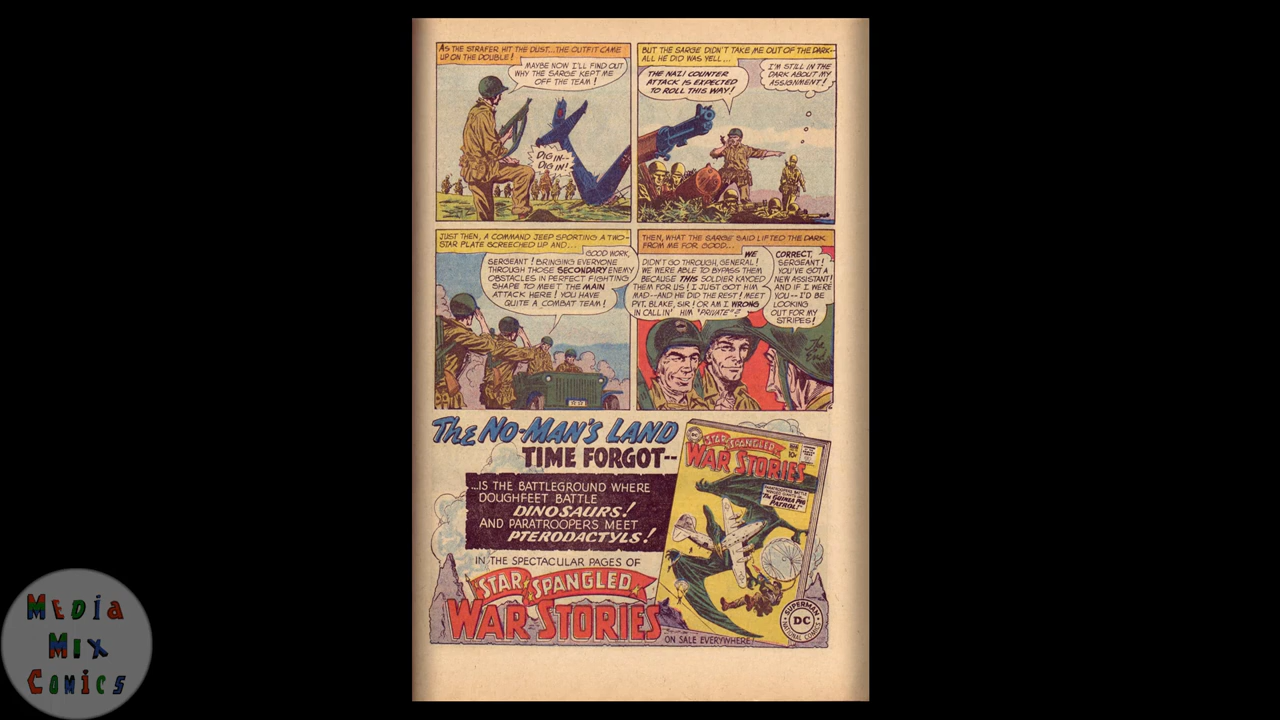 AS THE STRAFER HIT THE DUST...THE OUTFIT CAME
UP ON THE DOUBLE!
MAYBE NOW I'LL FIND OUT
WHY THE SARGE KEPT ME
OFF THE TEAM!
DIG IN--
DIG IN!
BUT THE SARGE DIDN'T TAKE ME OUT OF THE DARK--
ALL HE DID WAS YELL...
THE NAZI COUNTER
ATTACK IS EXPECTED
TO ROLL THIS WAY!
I'M STILL IN THE
DARK ABOUT MY
ASSIGNMENT!
JUST THEN, A COMMAND JEEP SPORTING A TWO-
STAR PLATE SCREECHED UP AND...
GOOD WORK,
SERGEANT! BRINGING EVERYONE
THROUGH THOSE SECONDARY ENEMY
OBSTACLES IN PERFECT FIGHTING
SHAPE TO MEET THE MAIN
ATTACK HERE! YOU HAVE
QUITE A COMBAT TEAM!
THEN, WHAT THE SARGE SAID LIFTED THE DARK
FROM ME FOR GOOD...
WE
DIDN'T GO THROUGH, GENERAL!
WE WERE ABLE TO BYPASS THEM
BECAUSE THIS SOLDIER KAYOED
THEM FOR US! I JUST GOT HIM
MAD--AND HE DID THE REST! MEET
PVT. BLAKE, SIR! OR AM I WRONG
IN CALLIN' HIM "PRIVATE"?
CORRECT,
SERGEANT!
YOU'VE GOT A
NEW ASSISTANT!
AND IF I WERE
YOU--I'D BE
LOOKING
OUT FOR MY
STRIPES!
The
End
THE NO-MAN'S LAND
TIME FORGOT--
...IS THE BATTLEGROUND WHERE
DOUGHFEET BATTLE
DINOSAURS!
AND PARATROOPERS MEET
PTERODACTYLS!
IN THE SPECTACULAR PAGES OF
STAR SPANGLED
WAR STORIES
ON SALE EVERYWHERE!
STAR SPANGLED
WAR STORIES
10¢
"THE GUINEA PIG
PATROL!"
SUPERMAN
DC
NATIONAL COMICS
MEDIA
MIX
COMICS